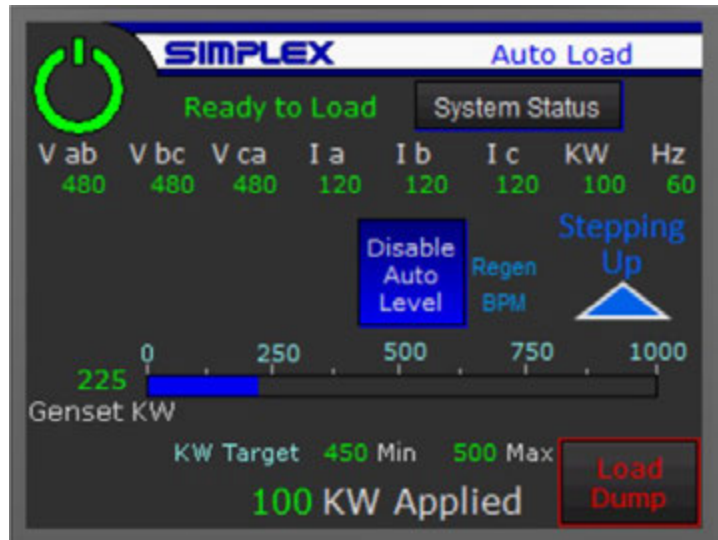 SIMPLEX Auto Load
Ready to Load System Status
V ab V bc V ca I a I b I c KW Hz
480 480 480 120 120 120 100 60
Disable
Auto
Level
Regen
BPM
Stepping
Up
0 250 500 750 1000
225
Genset KW
KW Target 450 Min 500 Max
100 KW Applied
Load
Dump